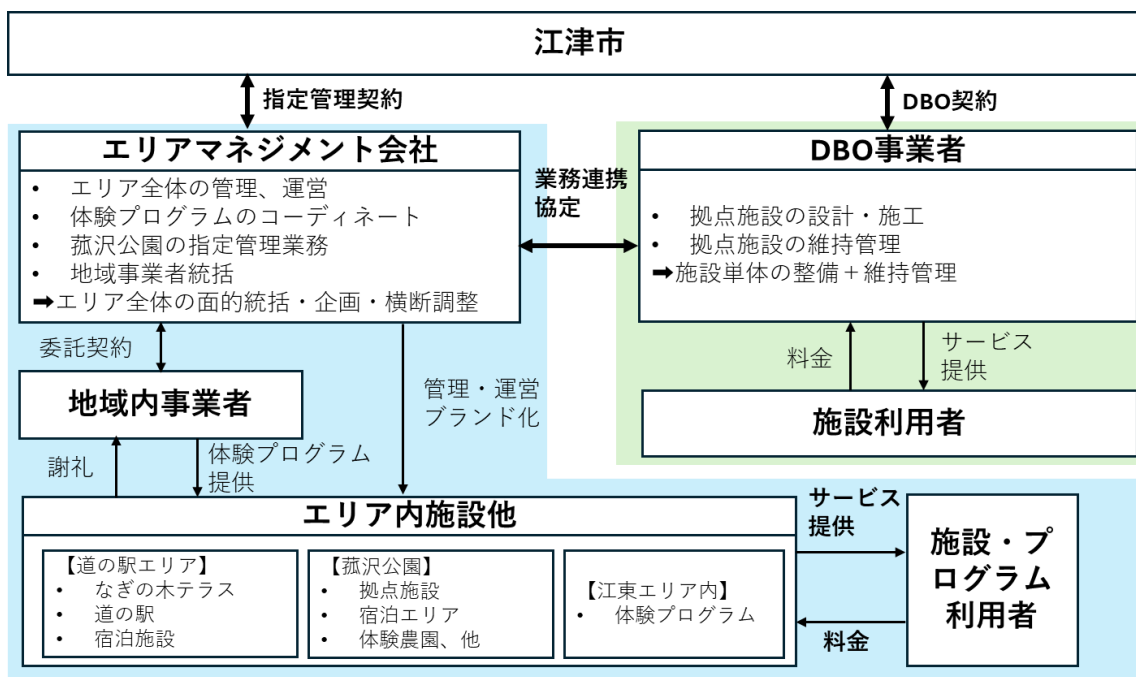 江津市
指定管理契約
DBO契約
エリアマネジメント会社
• エリア全体の管理、運営
• 体験プログラムのコーディネート
• 菰沢公園の指定管理業務
• 地域事業者統括
➡エリア全体の面的統括・企画・横断調整
業務連携
協定
DBO事業者
• 拠点施設の設計・施工
• 拠点施設の維持管理
➡施設単体の整備＋維持管理
委託契約
管理・運営
ブランド化
料金
サービス
提供
地域内事業者
施設利用者
謝礼
体験プログラム
提供
エリア内施設他
【道の駅エリア】
• なぎの木テラス
• 道の駅
• 宿泊施設
【菰沢公園】
• 拠点施設
• 宿泊エリア
• 体験農園、他
【江東エリア内】
• 体験プログラム
サービス
提供
料金
施設・プ
ログラム
利用者